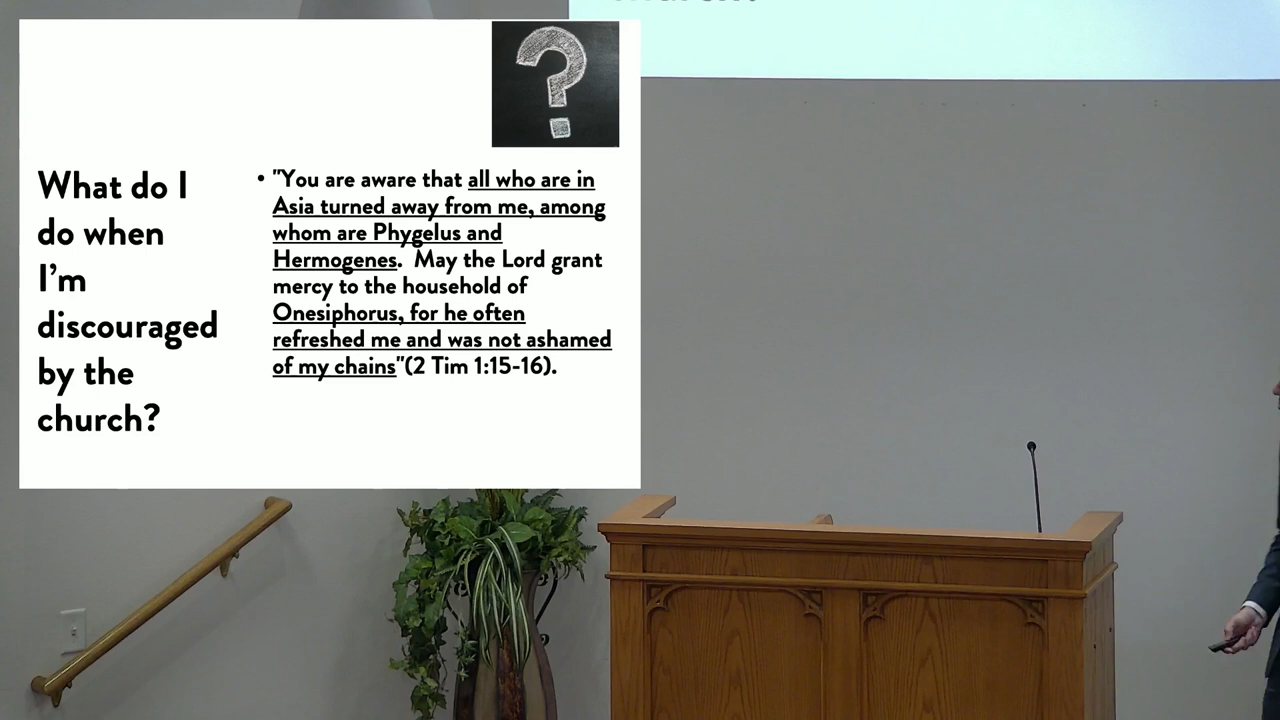 What do I
do when
I’m
discouraged
by the
church?
• "You are aware that all who are in
Asia turned away from me, among
whom are Phygelus and
Hermogenes.  May the Lord grant
mercy to the household of
Onesiphorus, for he often
refreshed me and was not ashamed
of my chains"(2 Tim 1:15-16).
?